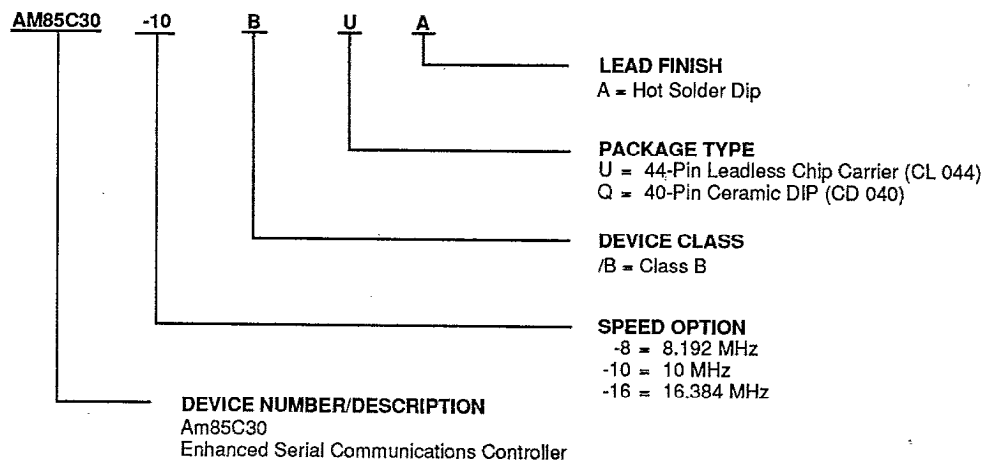 AM85C30 -10 B U A
LEAD FINISH
A = Hot Solder Dip
PACKAGE TYPE
U = 44-Pin Leadless Chip Carrier (CL 044)
Q = 40-Pin Ceramic DIP (CD 040)
DEVICE CLASS
/B = Class B
SPEED OPTION
-8 = 8.192 MHz
-10 = 10 MHz
-16 = 16.384 MHz
DEVICE NUMBER/DESCRIPTION
Am85C30
Enhanced Serial Communications Controller